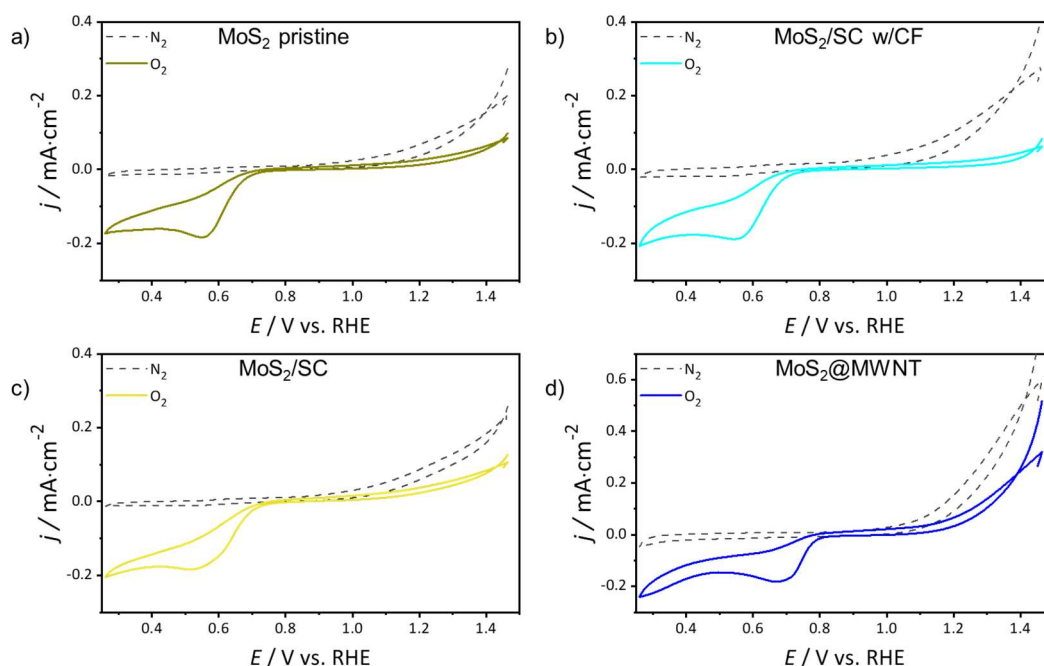 a)
MoS₂ pristine
N₂
O₂
j / mA·cm⁻²
0.4
0.2
0.0
-0.2
0.4 0.6 0.8 1.0 1.2 1.4
E / V vs. RHE
b)
MoS₂/SC w/CF
N₂
O₂
j / mA·cm⁻²
0.4
0.2
0.0
-0.2
0.4 0.6 0.8 1.0 1.2 1.4
E / V vs. RHE
c)
MoS₂/SC
N₂
O₂
j / mA·cm⁻²
0.4
0.2
0.0
-0.2
0.4 0.6 0.8 1.0 1.2 1.4
E / V vs. RHE
d)
MoS₂@MWNT
N₂
O₂
j / mA·cm⁻²
0.6
0.4
0.2
0.0
-0.2
0.4 0.6 0.8 1.0 1.2 1.4
E / V vs. RHE